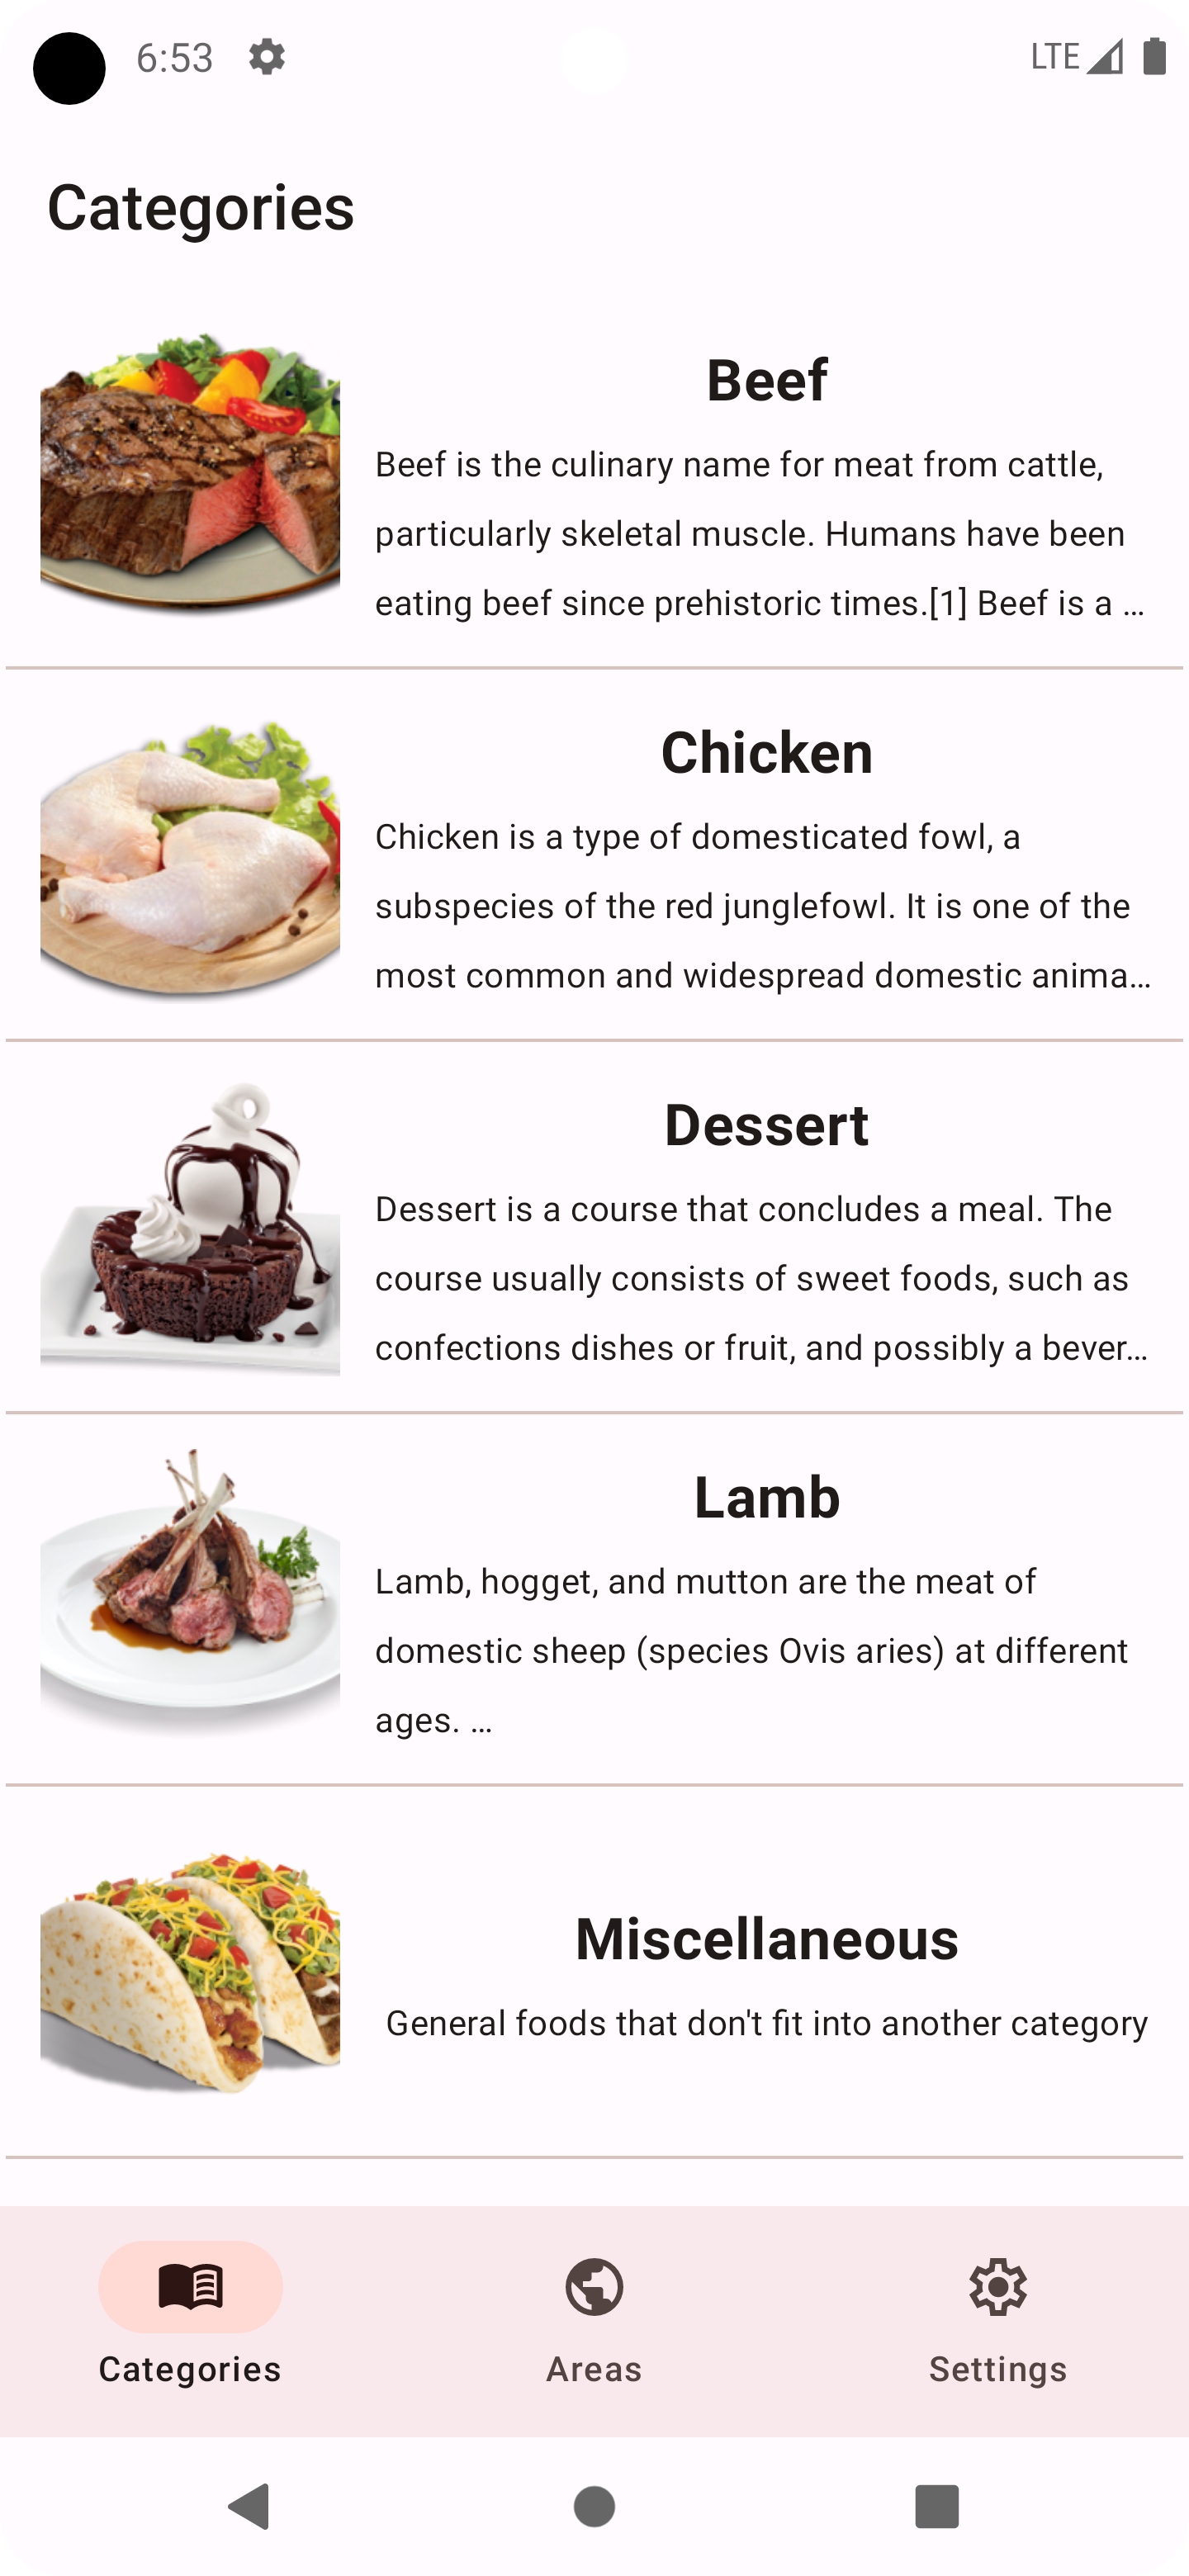 6:53
LTE
Categories
Beef
Beef is the culinary name for meat from cattle,
particularly skeletal muscle. Humans have been
eating beef since prehistoric times.[1] Beef is a …
Chicken
Chicken is a type of domesticated fowl, a
subspecies of the red junglefowl. It is one of the
most common and widespread domestic anima…
Dessert
Dessert is a course that concludes a meal. The
course usually consists of sweet foods, such as
confections dishes or fruit, and possibly a bever…
Lamb
Lamb, hogget, and mutton are the meat of
domestic sheep (species Ovis aries) at different
ages. …
Miscellaneous
General foods that don't fit into another category
Categories
Areas
Settings